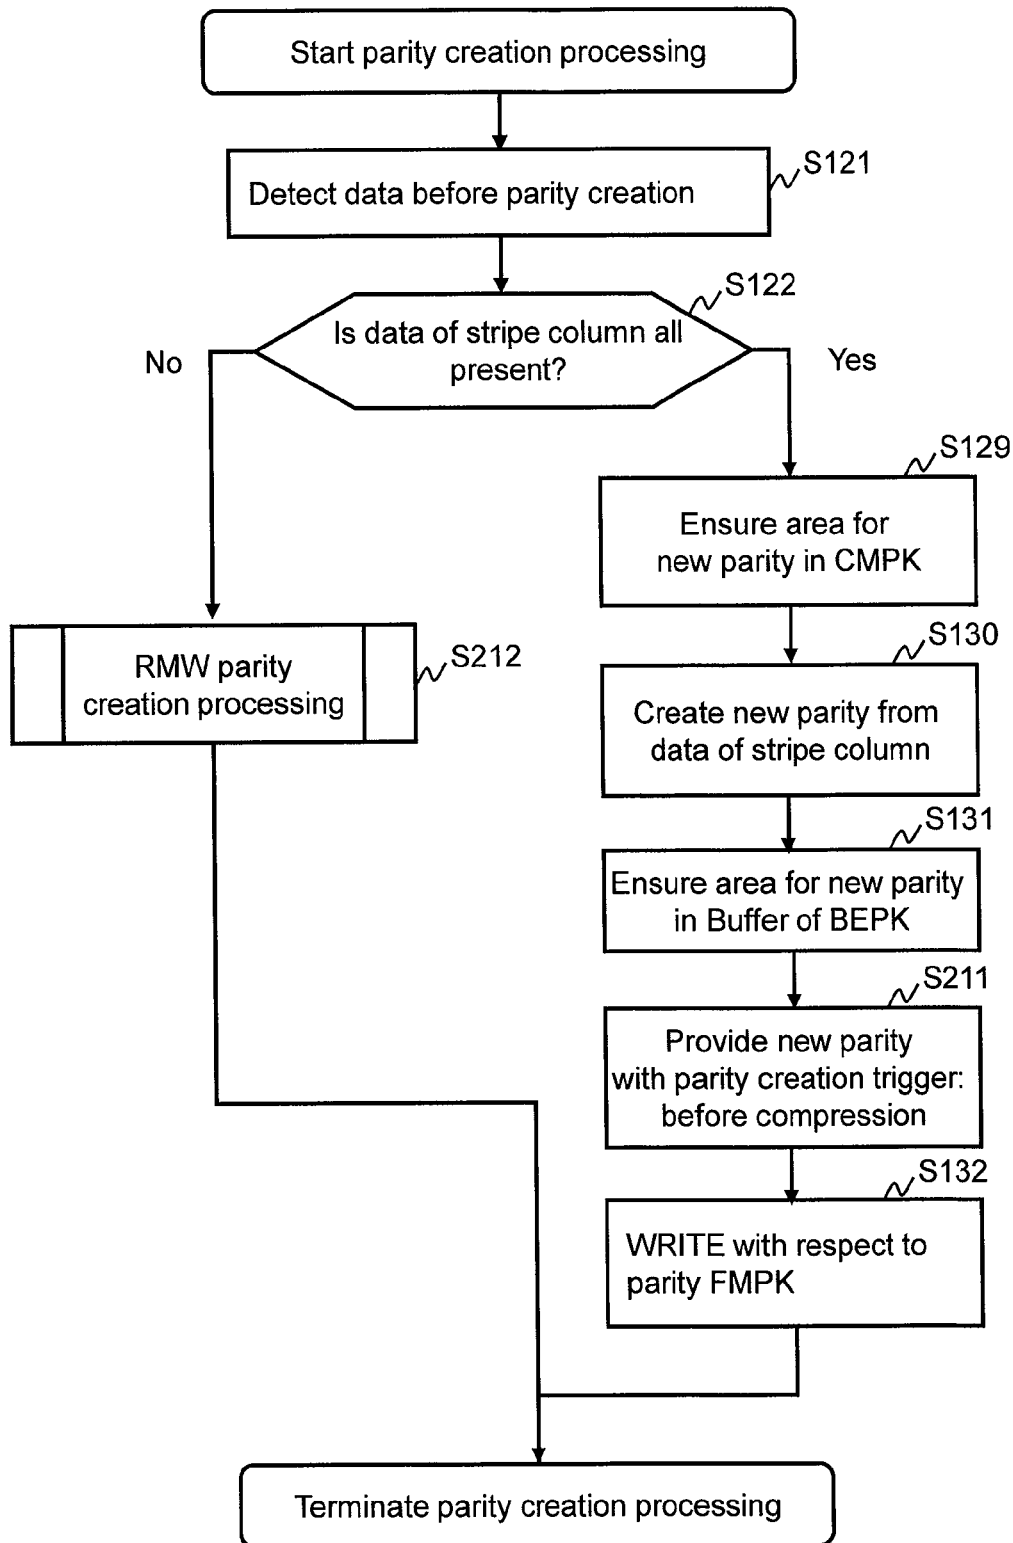 Start parity creation processing
S121
Detect data before parity creation
S122
Is data of stripe column all
present?
No
Yes
S129
Ensure area for
new parity in CMPK
S130
RMW parity
creation processing
S212
Create new parity from
data of stripe column
S131
Ensure area for new parity
in Buffer of BEPK
S211
Provide new parity
with parity creation trigger:
before compression
S132
WRITE with respect to
parity FMPK
Terminate parity creation processing